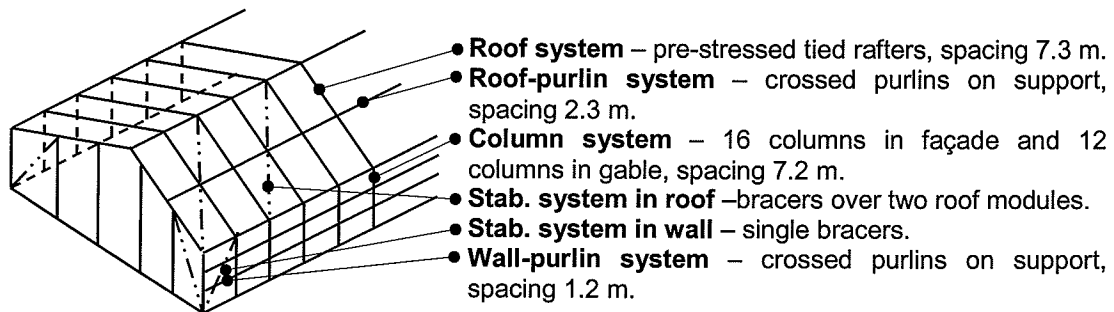 Roof system – pre-stressed tied rafters, spacing 7.3 m.
Roof-purlin system – crossed purlins on support,
spacing 2.3 m.
Column system – 16 columns in façade and 12
columns in gable, spacing 7.2 m.
Stab. system in roof –bracers over two roof modules.
Stab. system in wall – single bracers.
Wall-purlin system – crossed purlins on support,
spacing 1.2 m.